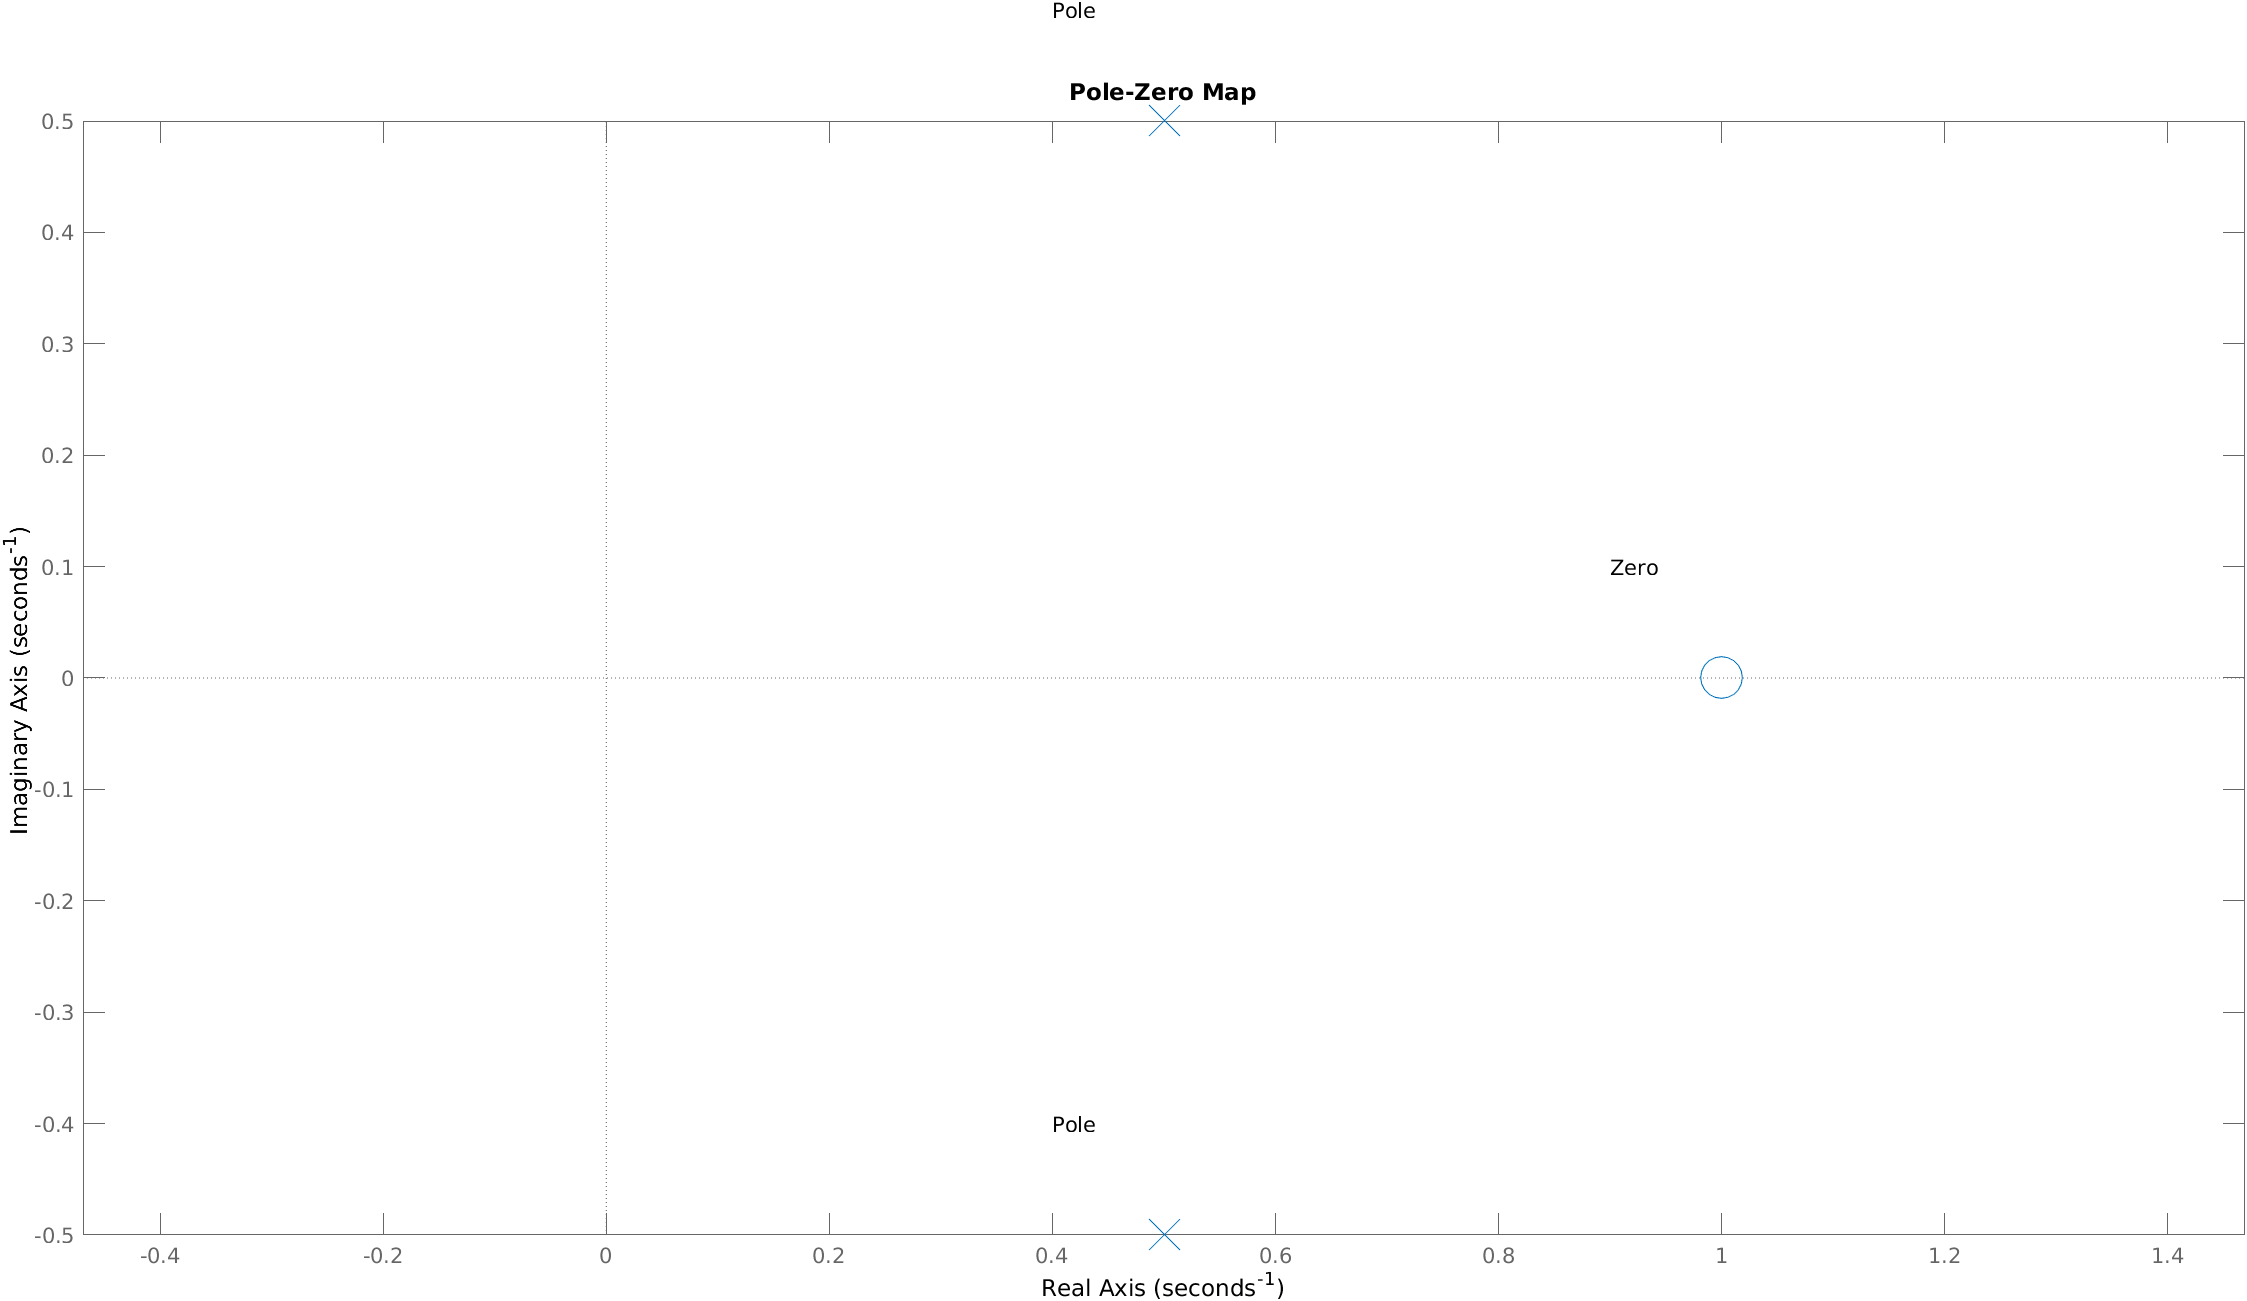 Pole
Pole-Zero Map
0.5
0.4
0.3
0.2
0.1
0
-0.1
-0.2
-0.3
-0.4
-0.5
Imaginary Axis (seconds⁻¹)
Zero
Pole
-0.4 -0.2 0 0.2 0.4 0.6 0.8 1 1.2 1.4
Real Axis (seconds⁻¹)